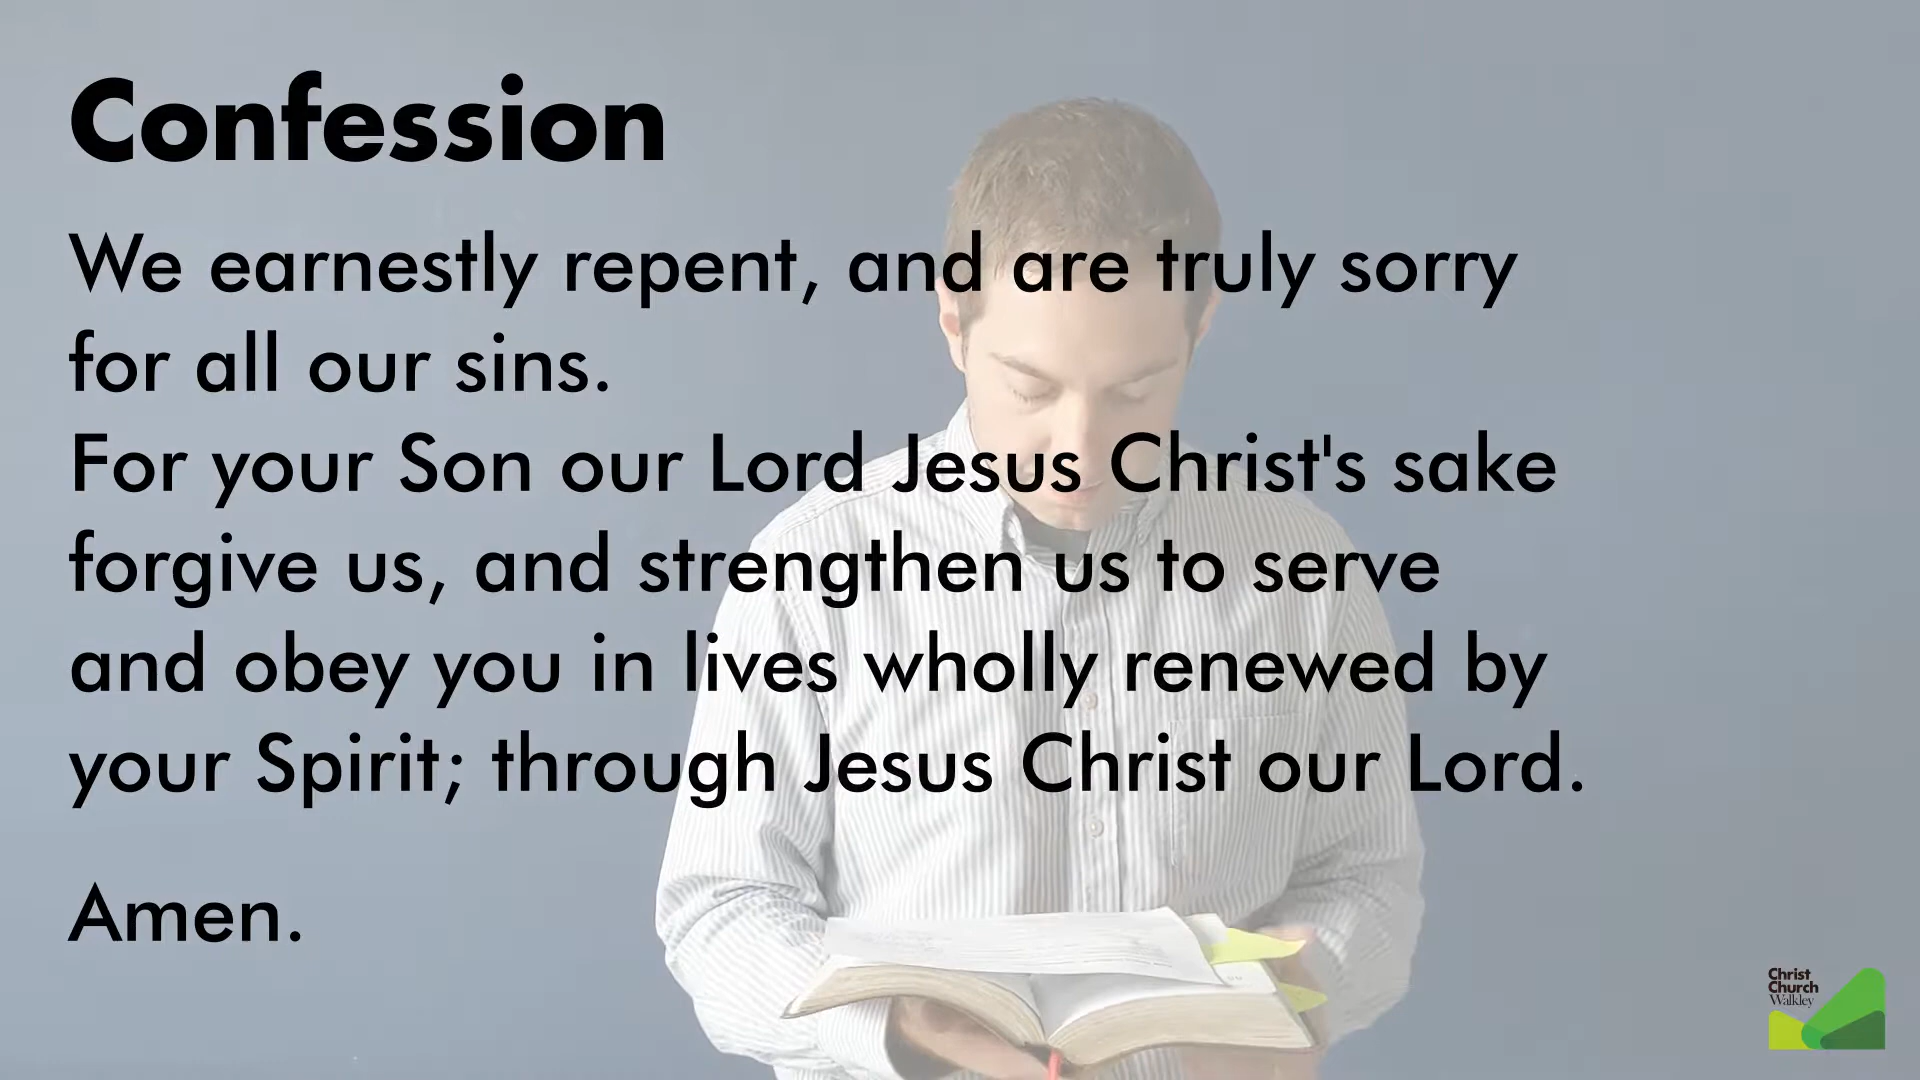 Confession
We earnestly repent, and are truly sorry
for all our sins.
For your Son our Lord Jesus Christ's sake
forgive us, and strengthen us to serve
and obey you in lives wholly renewed by
your Spirit; through Jesus Christ our Lord.
Amen.
Christ
Church
Walkley